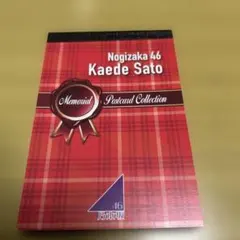 Nogizaka 46
Kaede Sato
Memorial Postcard Collection
46